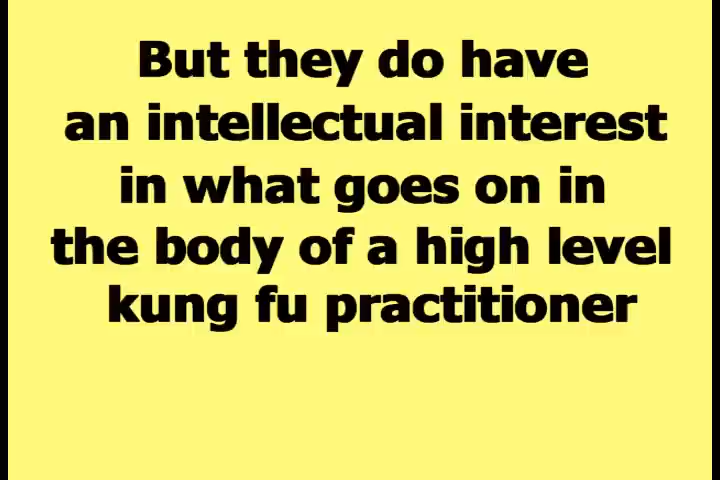 But they do have
an intellectual interest
in what goes on in
the body of a high level
kung fu practitioner